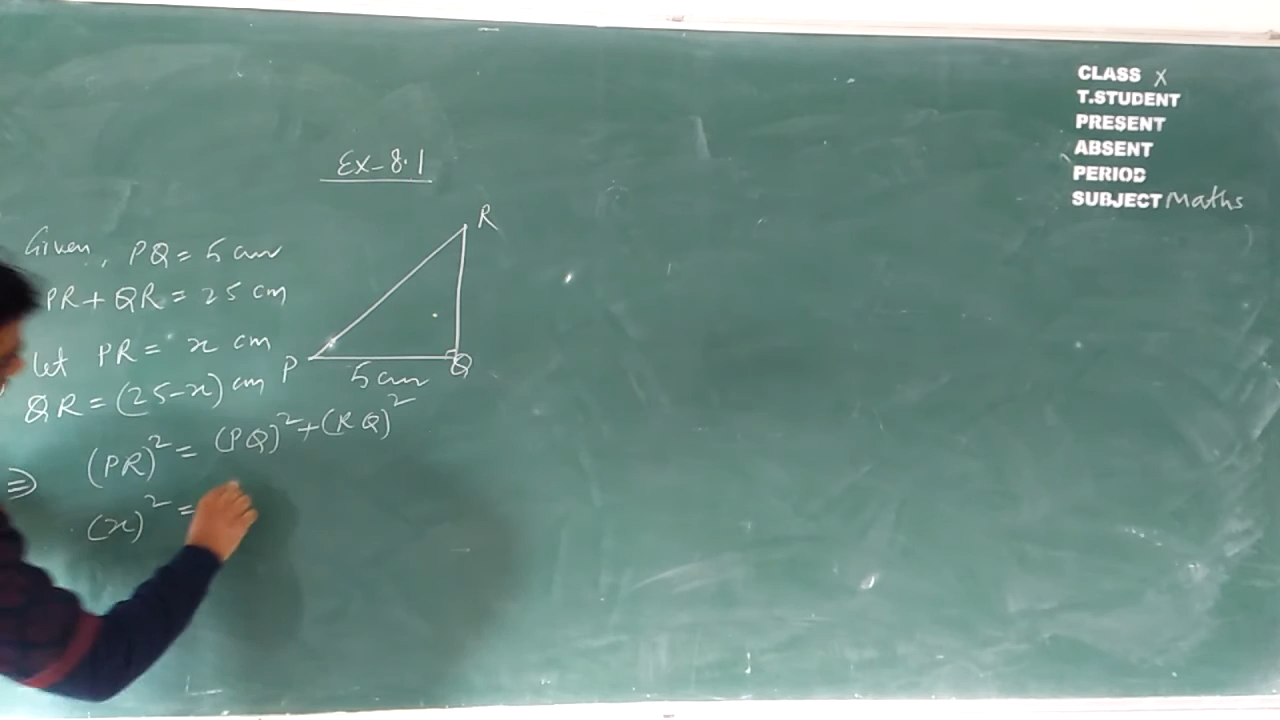 CLASS X
T.STUDENT
PRESENT
ABSENT
PERIOD
SUBJECT Maths
Ex-8.1
Given, PQ = 5 cm
PR + QR = 25 cm
Let PR = x cm
QR = (25-x) cm
⇒ (PR)² = (PQ)² + (RQ)²
(x)² =
R
P
5 cm
Q